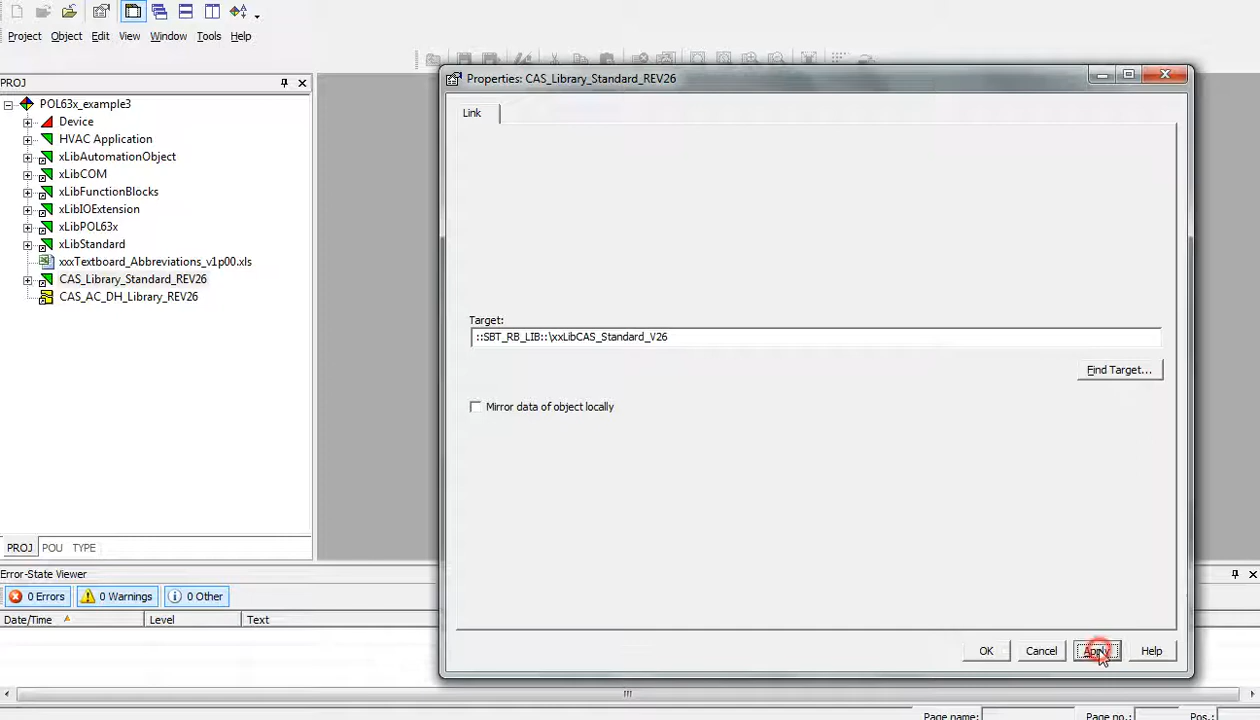 Project Object Edit View Window Tools Help
PROJ
POL63x_example3
Device
HVAC Application
xLibAutomationObject
xLibCOM
xLibFunctionBlocks
xLibIOExtension
xLibPOL63x
xLibStandard
xxxTextboard_Abbreviations_v1p00.xls
CAS_Library_Standard_REV26
CAS_AC_DH_Library_REV26
PROJ POU TYPE
Properties: CAS_Library_Standard_REV26
Link
Target:
::SBT_RB_LIB::\xxLibCAS_Standard_V26
Find Target...
Mirror data of object locally
OK Cancel Apply Help
Error-State Viewer
0 Errors 0 Warnings 0 Other
Date/Time Level Text
Page name: Page no.: Pos.: